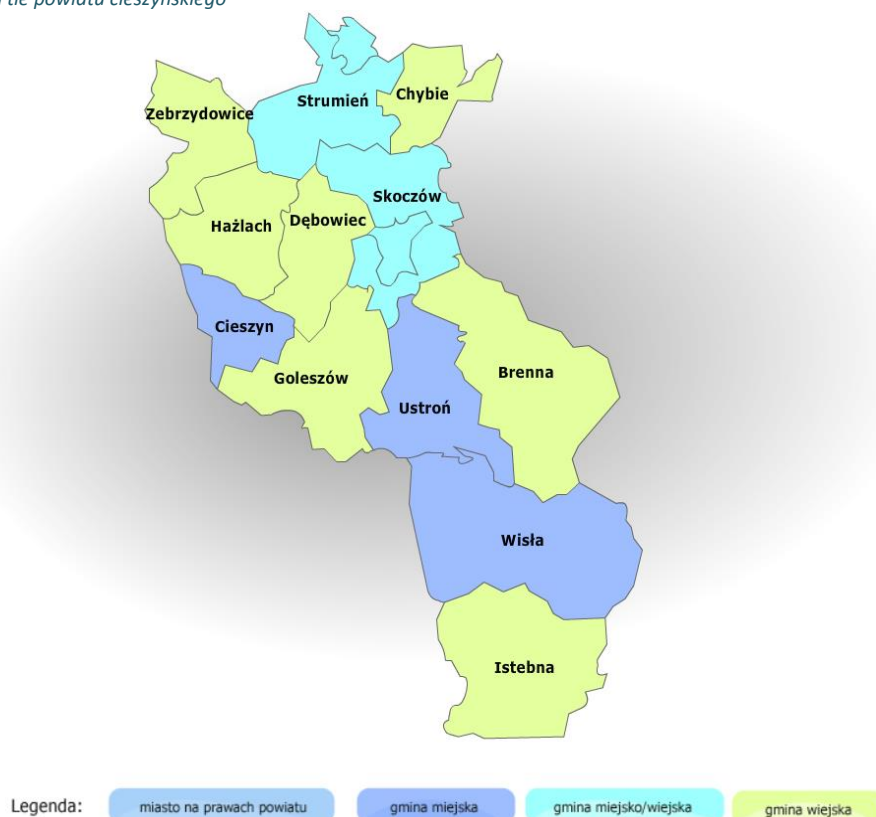 tle powiatu cieszyńskiego
Strumień
Chybie
Zebrzydowice
Skoczów
Dębowiec
Hażlach
Cieszyn
Goleszów
Brenna
Ustroń
Wisła
Istebna
Legenda:
miasto na prawach powiatu
gmina miejska
gmina miejsko/wiejska
gmina wiejska